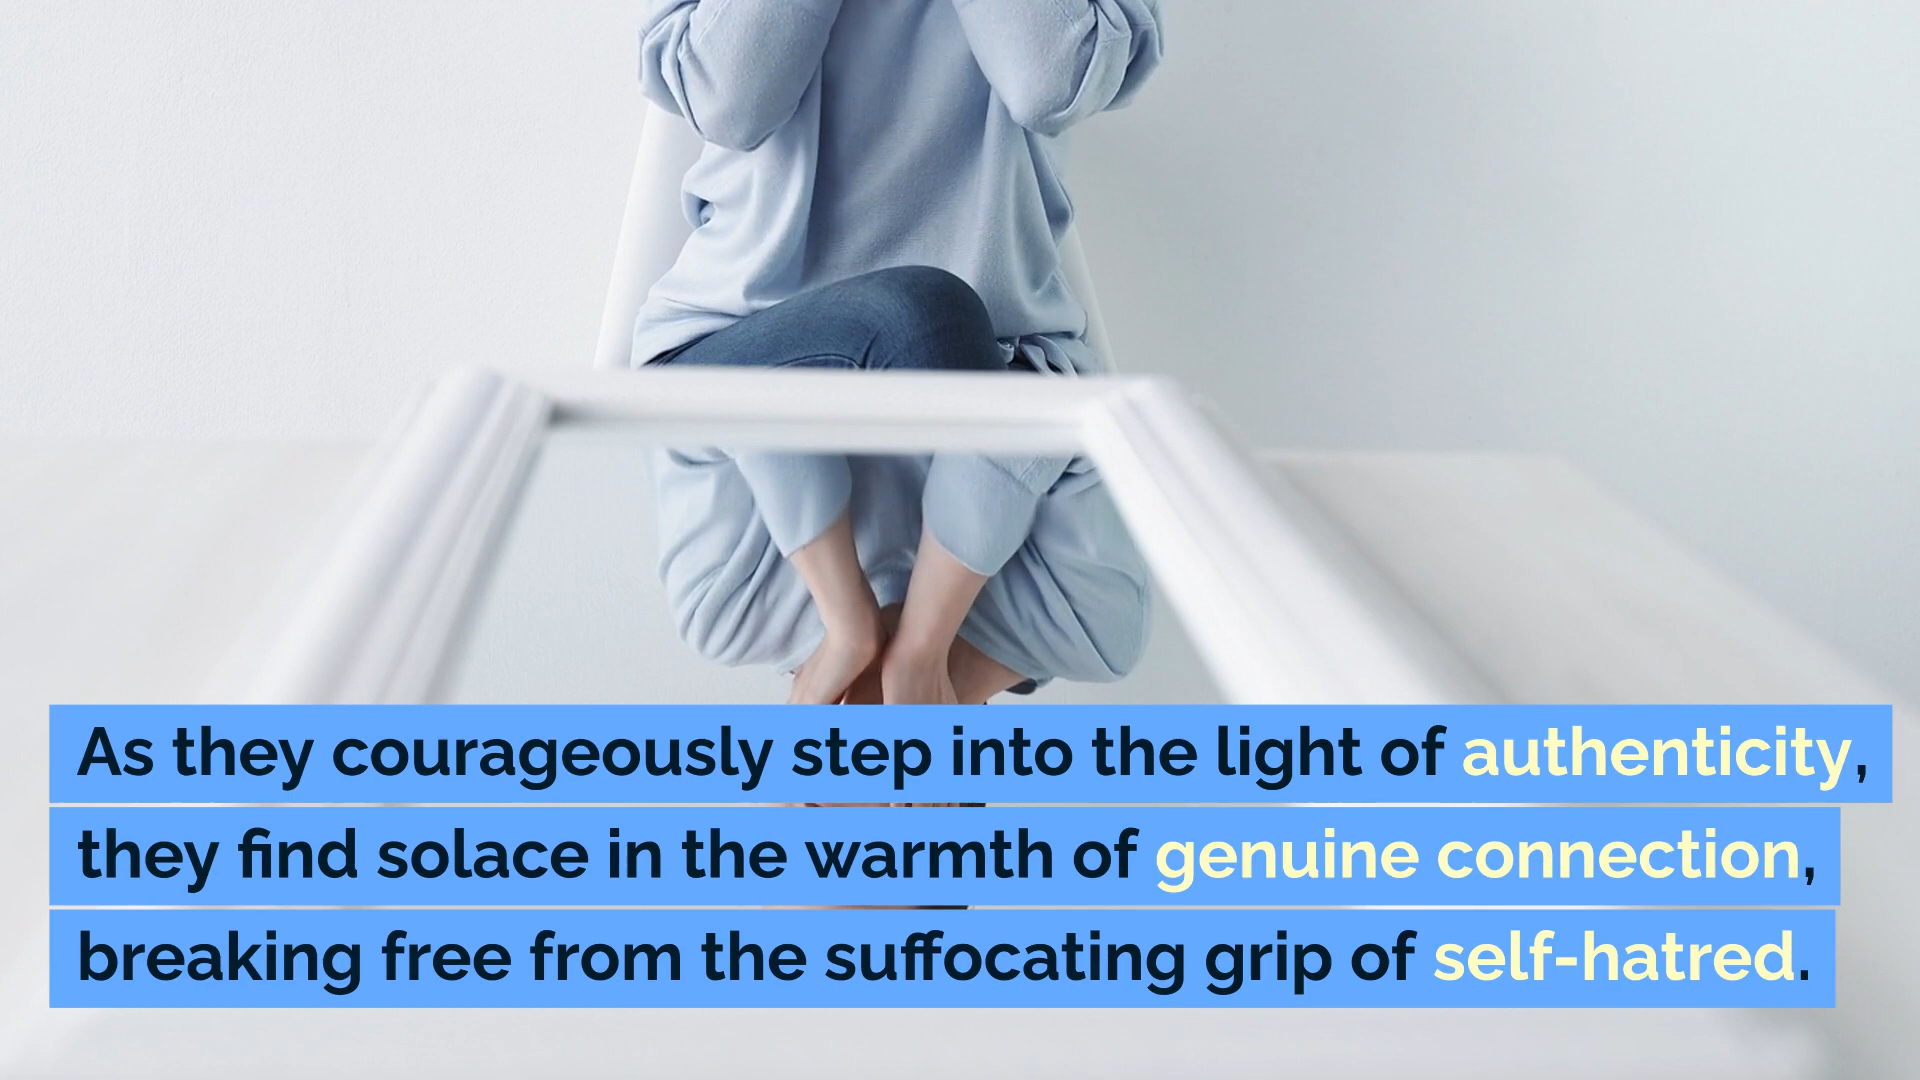 As they courageously step into the light of authenticity,
they find solace in the warmth of genuine connection,
breaking free from the suffocating grip of self-hatred.